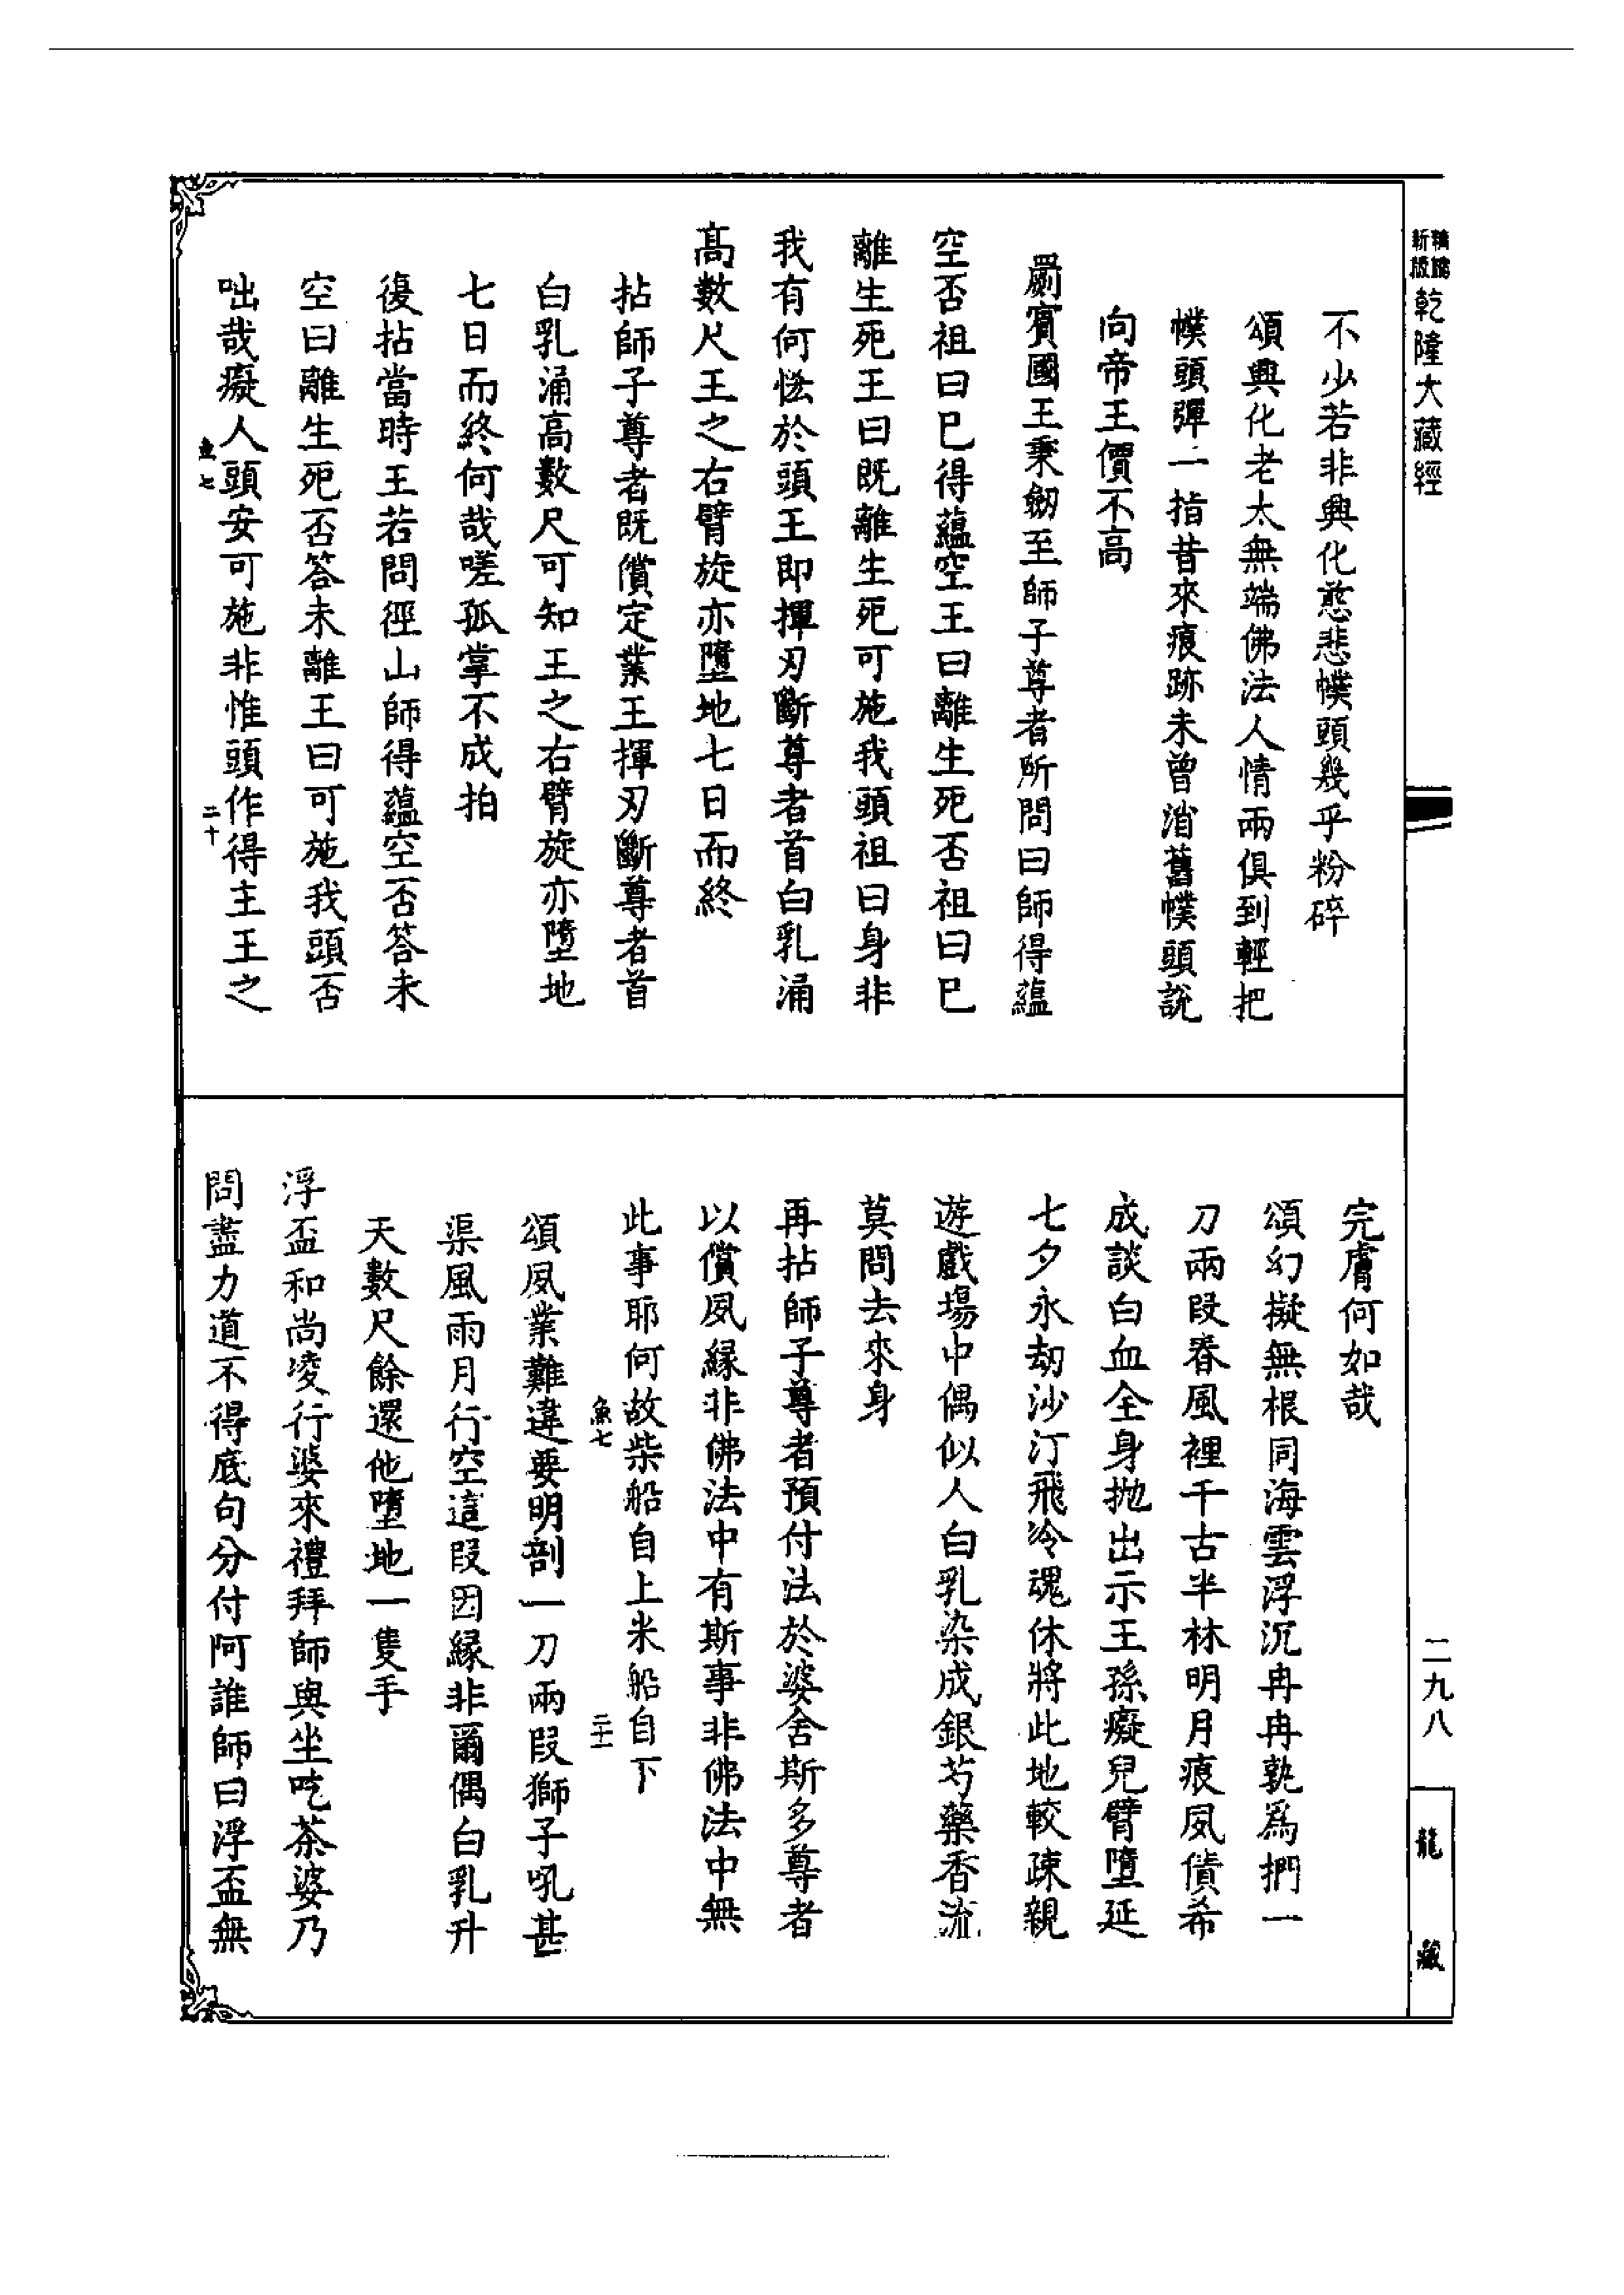 精縮
新版
乾隆大藏經
不少若非興化慈悲幞頭幾乎粉碎
頌興化老太無端佛法人情兩俱到輕把
幞頭彈一指昔來痕跡未曾消舊幞頭說
向帝王價不高
罽賓國王秉劒至師子尊者所問曰師得蘊
空否祖曰已得蘊空王曰離生死否祖曰已
離生死王曰既離生死可施我頭祖曰身非
我有何恡於頭王即揮刃斷尊者首白乳涌
高數尺王之右臂旋亦墮地七日而終
拈師子尊者既償定業王揮刃斷尊者首
白乳涌高數尺可知王之右臂旋亦墮地
七日而終何哉嗟孤掌不成拍
復拈當時王若問徑山師得蘊空否答未
空曰離生死否答未離王曰可施我頭否
咄哉癡人頭安可施非惟頭作得主王之
魚七
二十
完膚何如哉
頌幻擬無根同海雲浮沉冉冉孰為捫一
刀兩段春風裡千古半林明月痕夙債希
成談白血全身拋出示王孫癡兒臂墮延
七夕永劫沙汀飛冷魂休將此地較疎親
遊戲場中偶似人白乳染成銀芍藥香流
莫問去來身
再拈師子尊者預付法於婆舍斯多尊者
以償夙緣非佛法中有斯事非佛法中無
此事耶何故柴船自上米船自下
魚七
二十一
頌夙業難違要明剖一刀兩段獅子吼甚
渠風雨月行空這段因緣非爾偶白乳升
天數尺餘還他墮地一隻手
浮盃和尚凌行婆來禮拜師與坐吃茶婆乃
問盡力道不得底句分付阿誰師曰浮盃無
二九八
龍藏